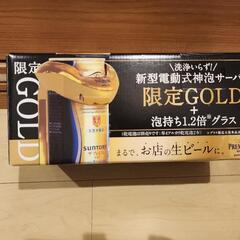 限定
GOLD
洗浄いらず!
新型電動式神泡サーバ
限定GOLD
+
泡持ち1.2倍※グラス
まるで、お店の生ビールに。
SUNTORY
PREM